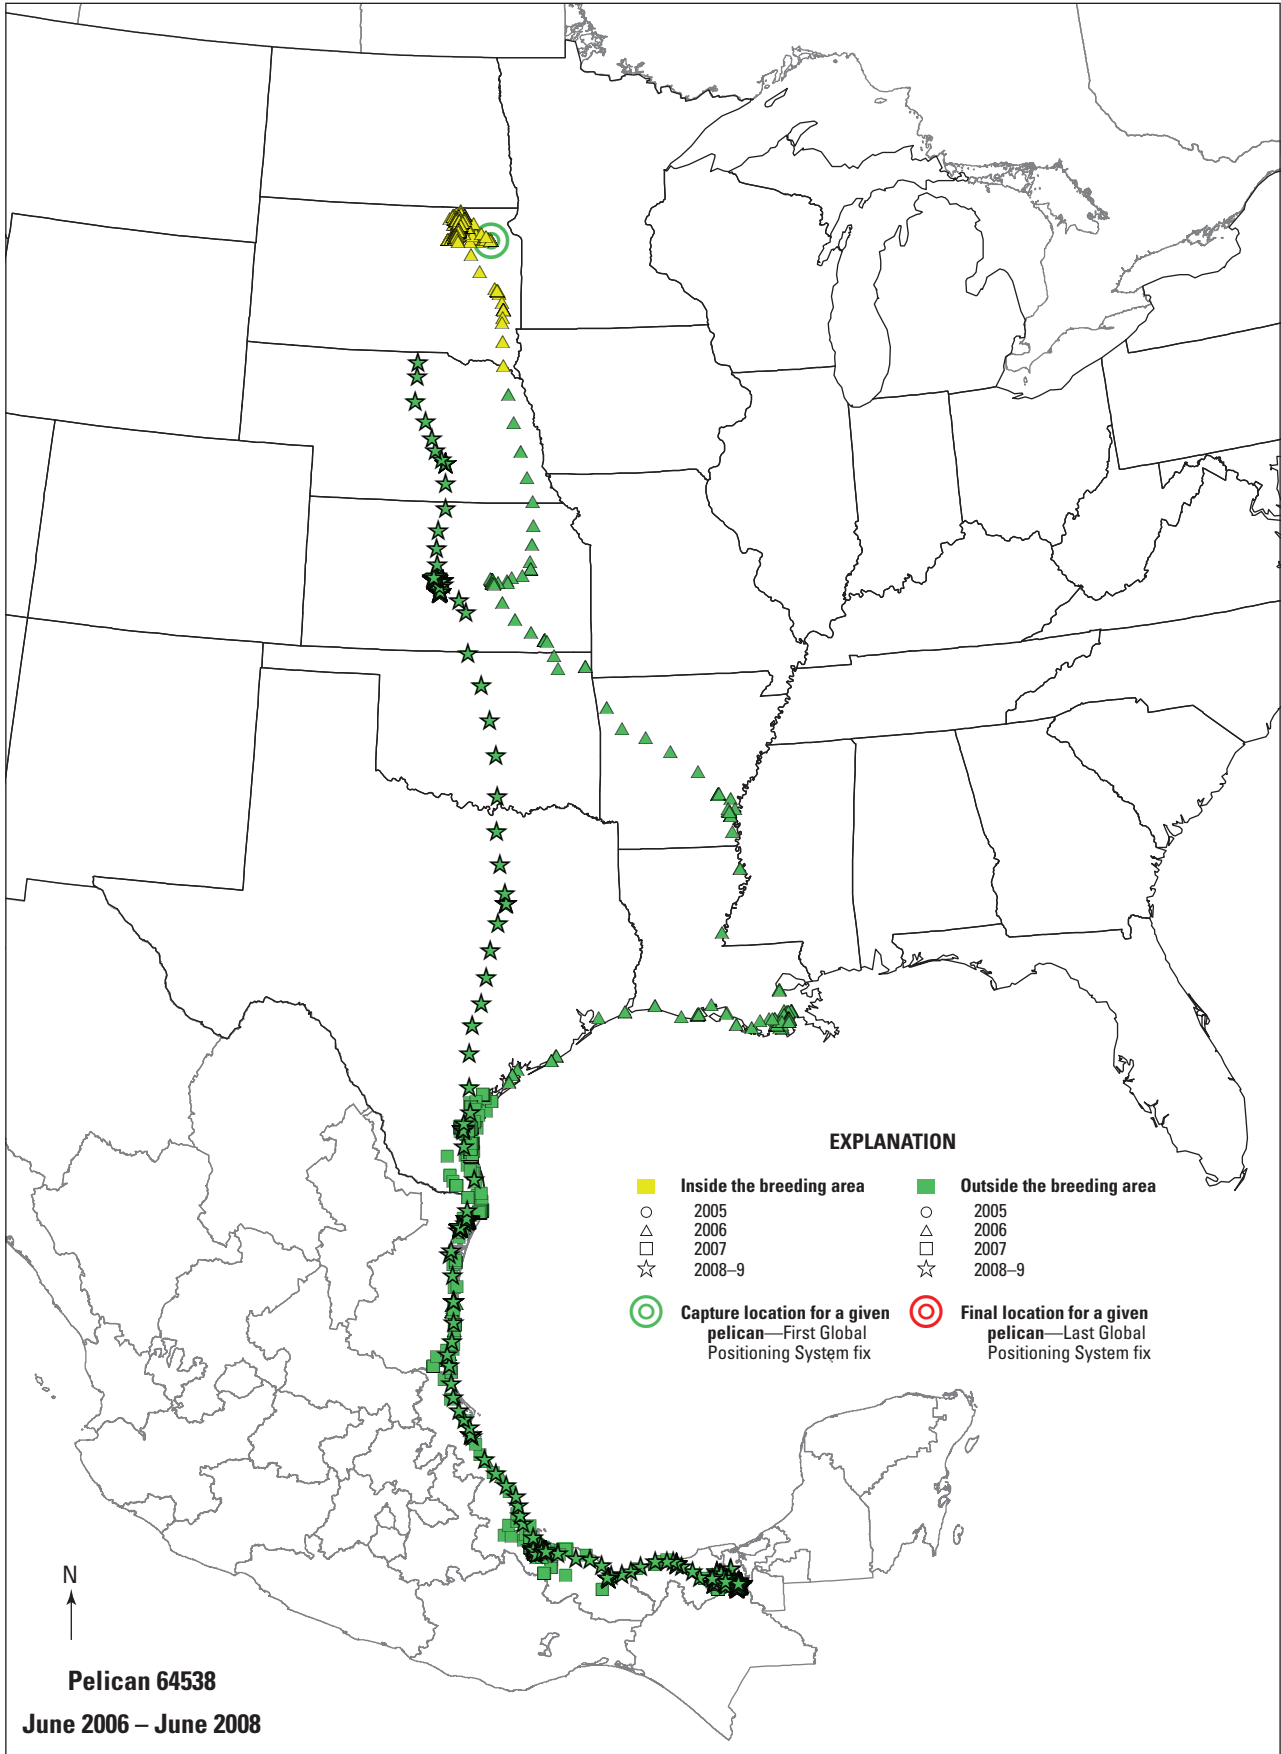 EXPLANATION
Inside the breeding area
2005
2006
2007
2008–9
Capture location for a given
pelican—First Global
Positioning System fix
Outside the breeding area
2005
2006
2007
2008–9
Final location for a given
pelican—Last Global
Positioning System fix
N
Pelican 64538
June 2006 – June 2008